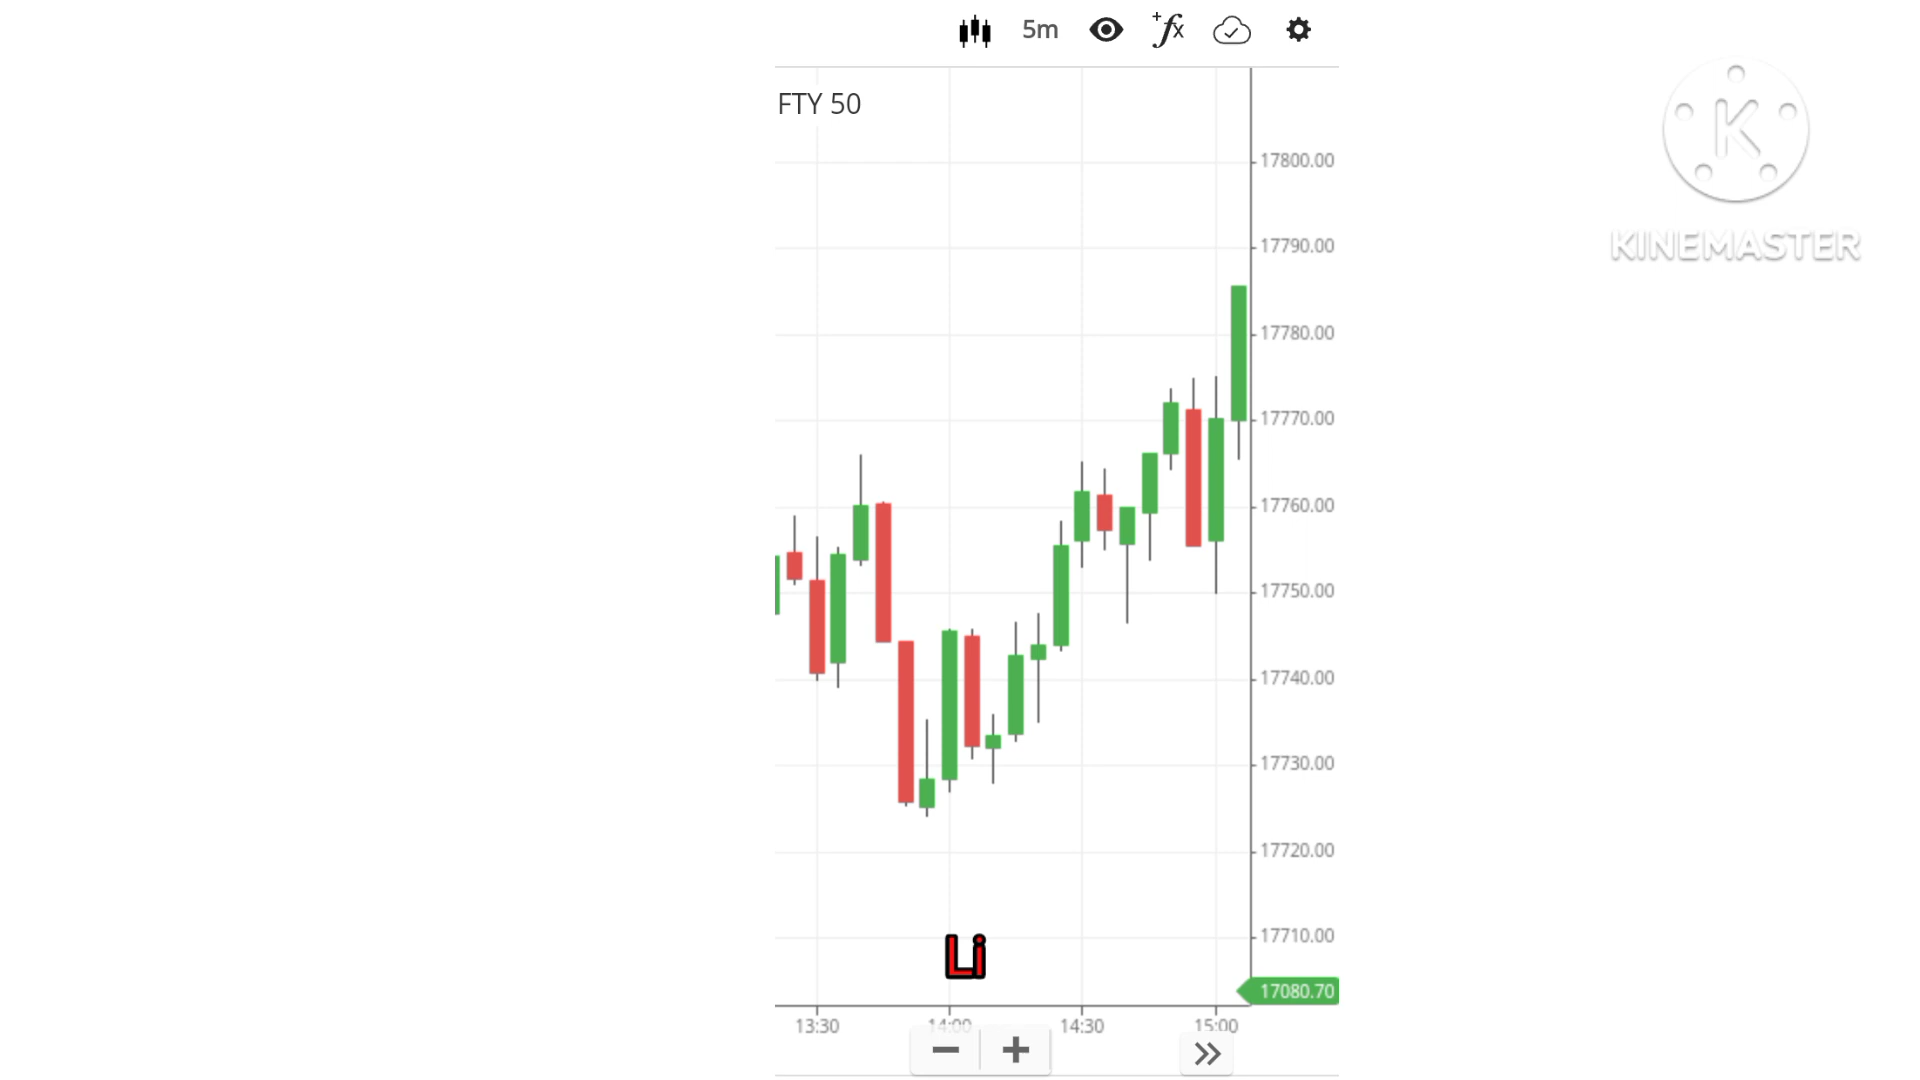 5m
+fx
FTY 50
17800.00
17790.00
17780.00
17770.00
17760.00
17750.00
17740.00
17730.00
17720.00
17710.00
17080.70
Li
13:30 14:00 14:30 15:00
K
KINEMASTER